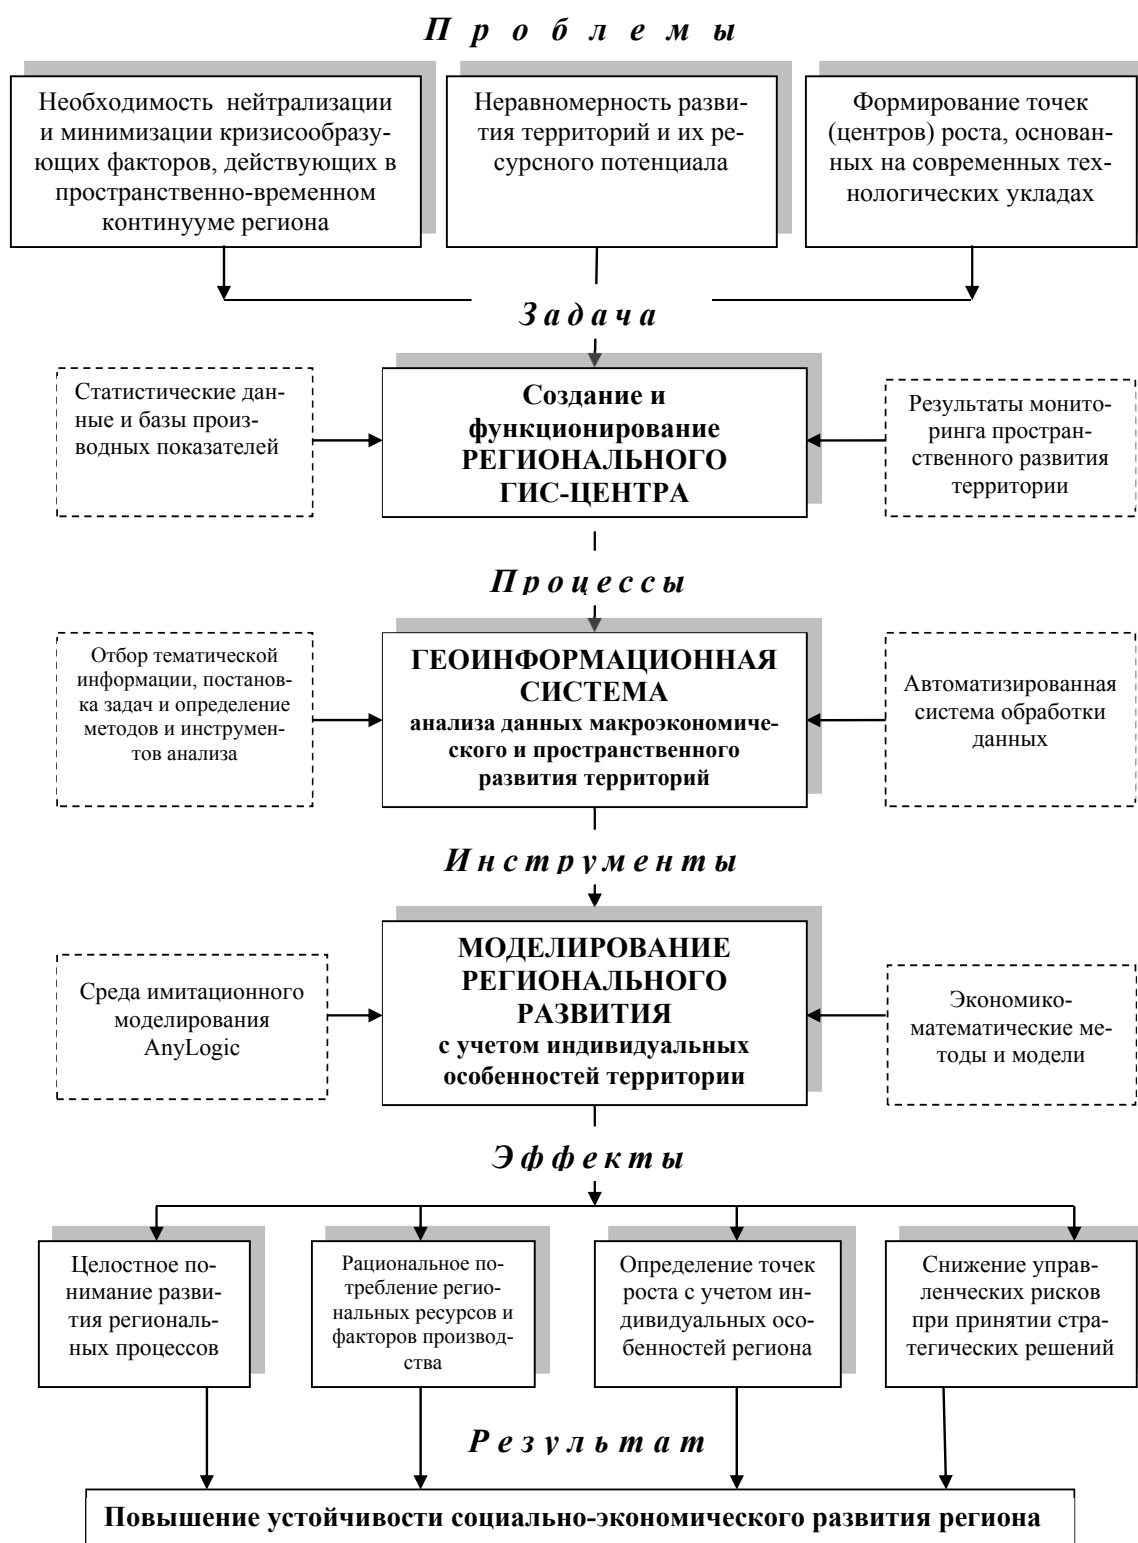 П р о б л е м ы
Необходимость нейтрализации
и минимизации кризисообразу-
ющих факторов, действующих в
пространственно-временном
континууме региона
Неравномерность разви
тия территорий и их ре
сурсного потенциала
Формирование точек
(центров) роста, основан-
ных на современных тех-
нологических укладах
З а д а ч а
Статистические дан-
ные и базы произ-
водных показателей
Создание и
функционирование
РЕГИОНАЛЬНОГО
ГИС-ЦЕНТРА
Результаты монито-
ринга простран-
ственного развития
территории
П р о ц е с с ы
Отбор тематической
информации, постанов-
ка задач и определение
методов и инструмен-
тов анализа
ГЕОИНФОРМАЦИОННАЯ
СИСТЕМА
анализа данных макроэкономиче-
ского и пространственного
развития территорий
Автоматизированная
система обработки
данных
И н с т р у м е н т ы
Среда имитационного
моделирования
AnyLogic
МОДЕЛИРОВАНИЕ
РЕГИОНАЛЬНОГО
РАЗВИТИЯ
с учетом индивидуальных
особенностей территории
Экономико-
математические ме-
тоды и модели
Э ф ф е к т ы
Целостное по-
нимание разви
тия региональ-
ных процессов
Рациональное по-
требление регио-
нальных ресурсов и
факторов производ-
ства
Определение точек
роста с учетом ин-
дивидуальных осо-
бенностей региона
Снижение управ-
ленческих рисков
при принятии стра-
тегических решений
Р е з у л ь т а т
Повышение устойчивости социально-экономического развития региона